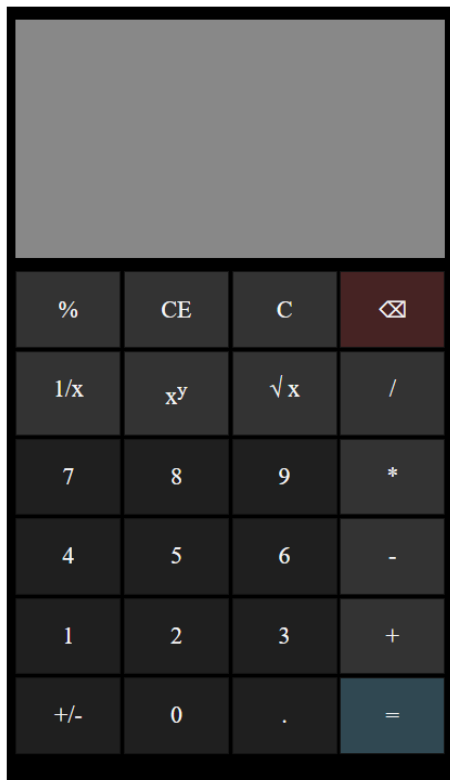 % CE C ⌫
1/x xʸ √ x /
7 8 9 *
4 5 6 -
1 2 3 +
+/- 0 . =